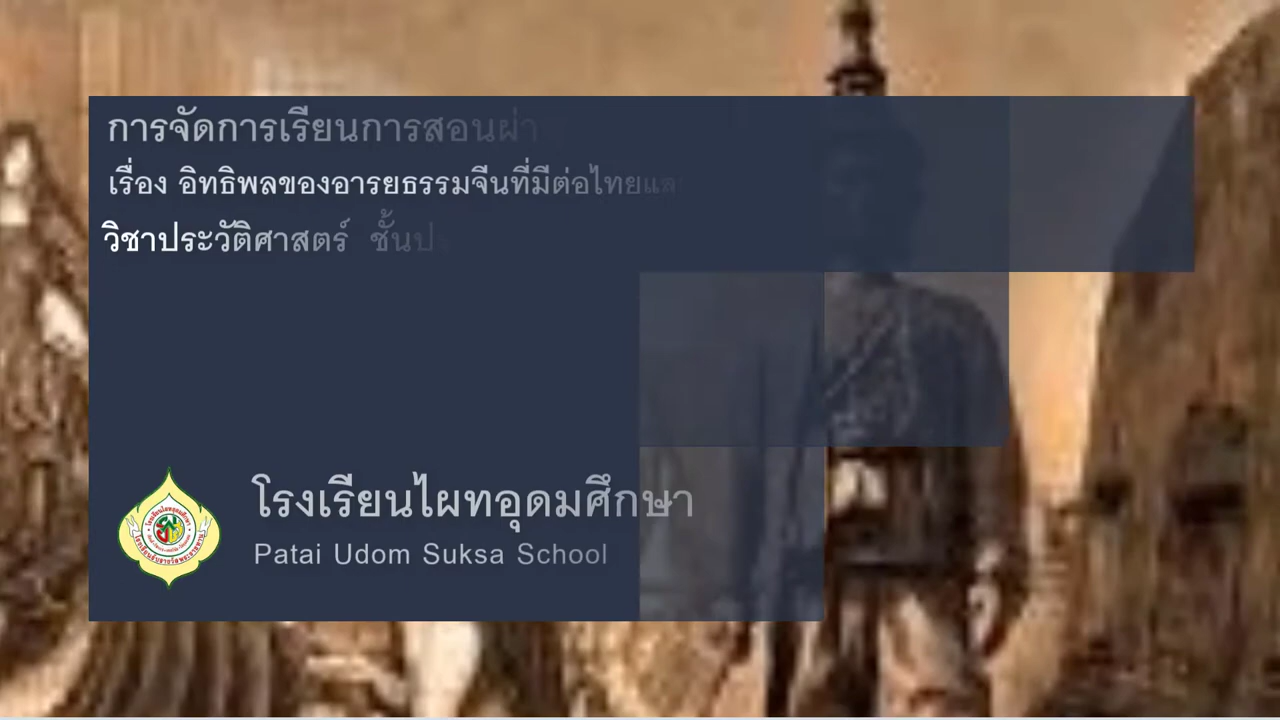 การจัดการเรียนการสอนผ่า
เรื่อง อิทธิพลของอารยธรรมจีนที่มีต่อไทยและ
วิชาประวัติศาสตร์ ชั้นป
โรงเรียนไผทอุดมศึกษา
Patai Udom Suksa School